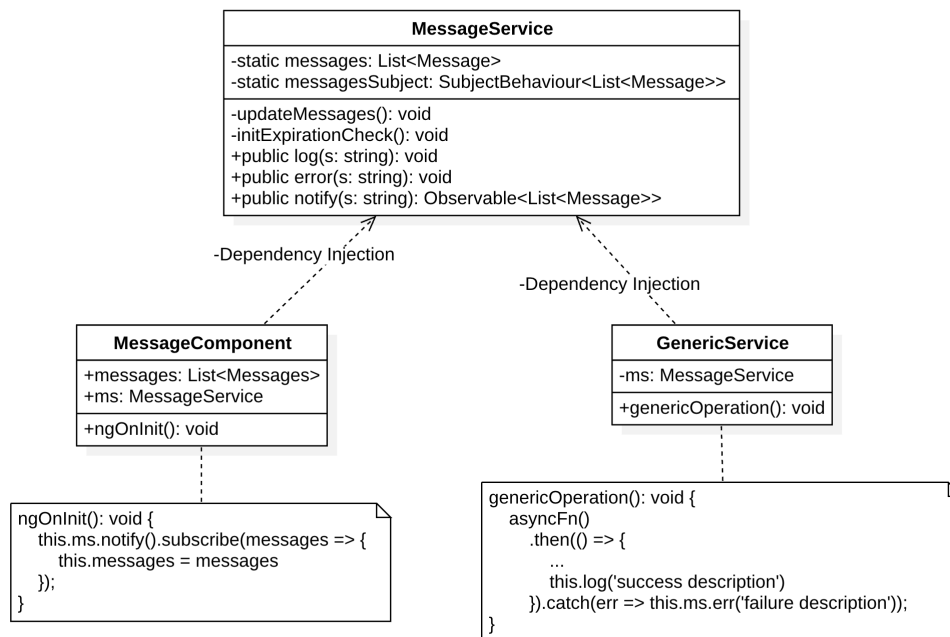 MessageService
-static messages: List<Message>
-static messagesSubject: SubjectBehaviour<List<Message>>
-updateMessages(): void
-initExpirationCheck(): void
+public log(s: string): void
+public error(s: string): void
+public notify(s: string): Observable<List<Message>>
-Dependency Injection
-Dependency Injection
MessageComponent
+messages: List<Messages>
+ms: MessageService
+ngOnInit(): void
GenericService
-ms: MessageService
+genericOperation(): void
ngOnInit(): void {
this.ms.notify().subscribe(messages => {
this.messages = messages
});
}
genericOperation(): void {
asyncFn()
.then(() => {
...
this.log('success description')
}).catch(err => this.ms.err('failure description'));
}